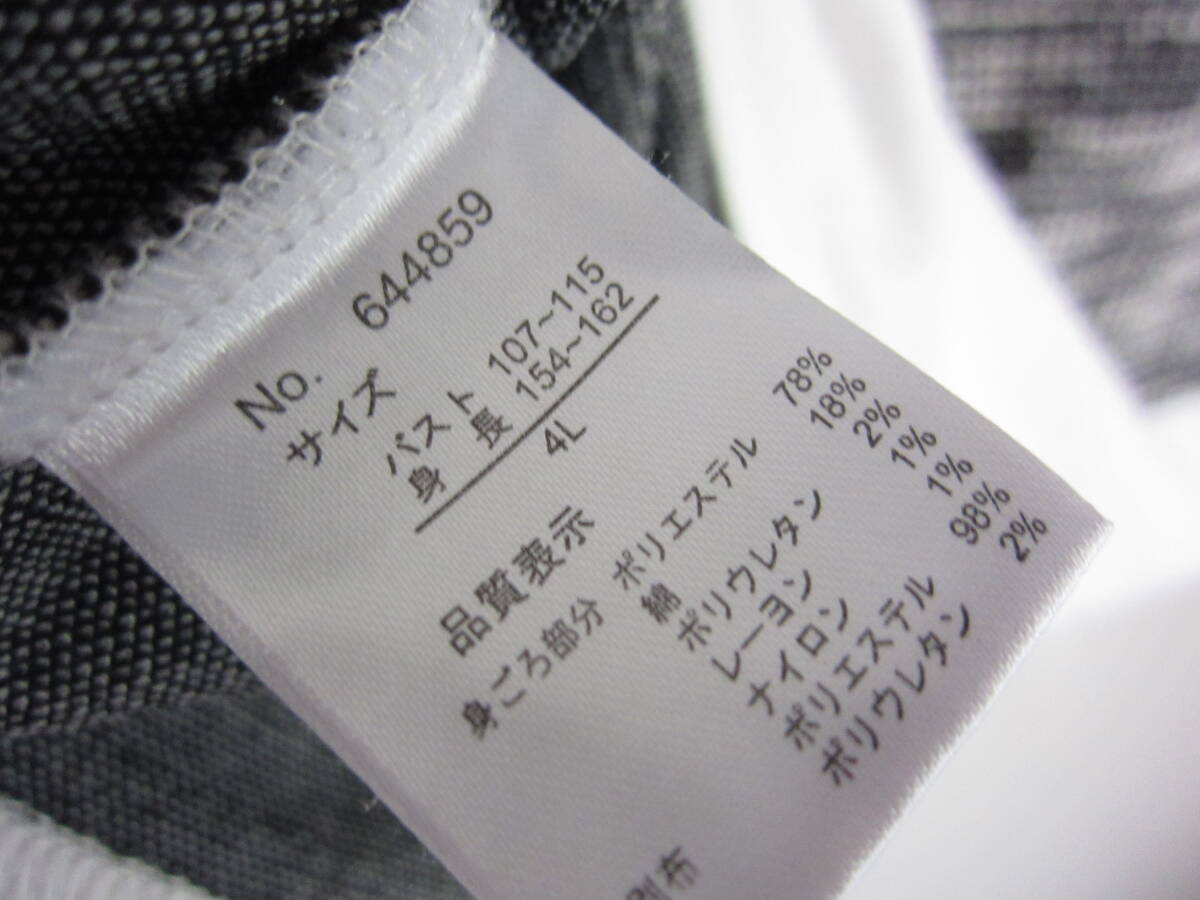 No. 644859
サイズ
バスト 107~115
身長 154~162
4L
品質表示
身ごろ部分 ポリエステル 78%
綿 18%
ポリウレタン 2%
レーヨン 1%
ナイロン 1%
ポリエステル 98%
ポリウレタン 2%
別布